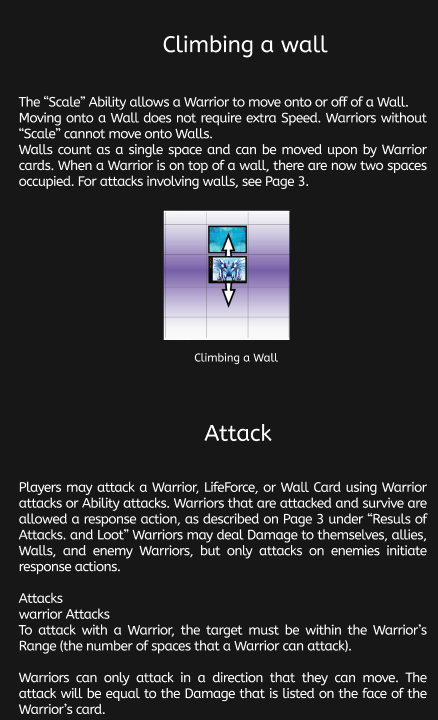 Climbing a wall
The “Scale” Ability allows a Warrior to move onto or off of a Wall.
Moving onto a Wall does not require extra Speed. Warriors without
“Scale” cannot move onto Walls.
Walls count as a single space and can be moved upon by Warrior
cards. When a Warrior is on top of a wall, there are now two spaces
occupied. For attacks involving walls, see Page 3.
Climbing a Wall
Attack
Players may attack a Warrior, LifeForce, or Wall Card using Warrior
attacks or Ability attacks. Warriors that are attacked and survive are
allowed a response action, as described on Page 3 under “Resuls of
Attacks. and Loot” Warriors may deal Damage to themselves, allies,
Walls, and enemy Warriors, but only attacks on enemies initiate
response actions.
Attacks
warrior Attacks
To attack with a Warrior, the target must be within the Warrior’s
Range (the number of spaces that a Warrior can attack).
Warriors can only attack in a direction that they can move. The
attack will be equal to the Damage that is listed on the face of the
Warrior’s card.